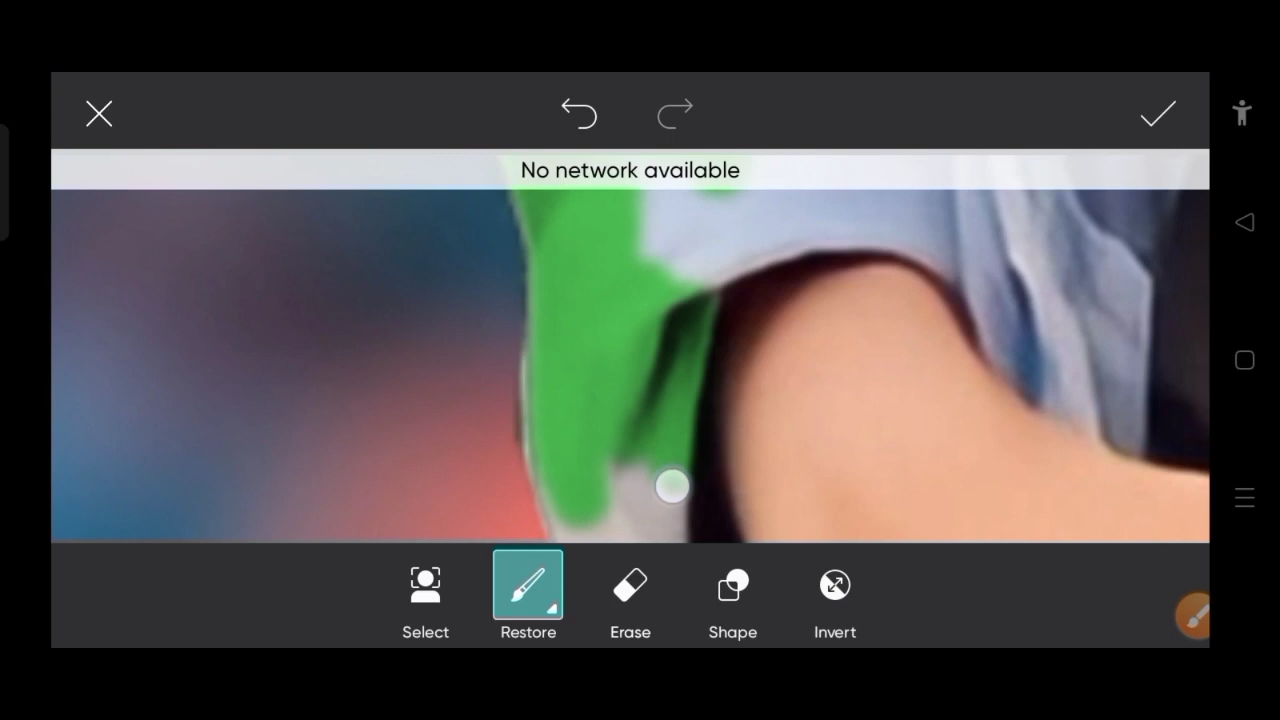 No network available
Select
Restore
Erase
Shape
Invert